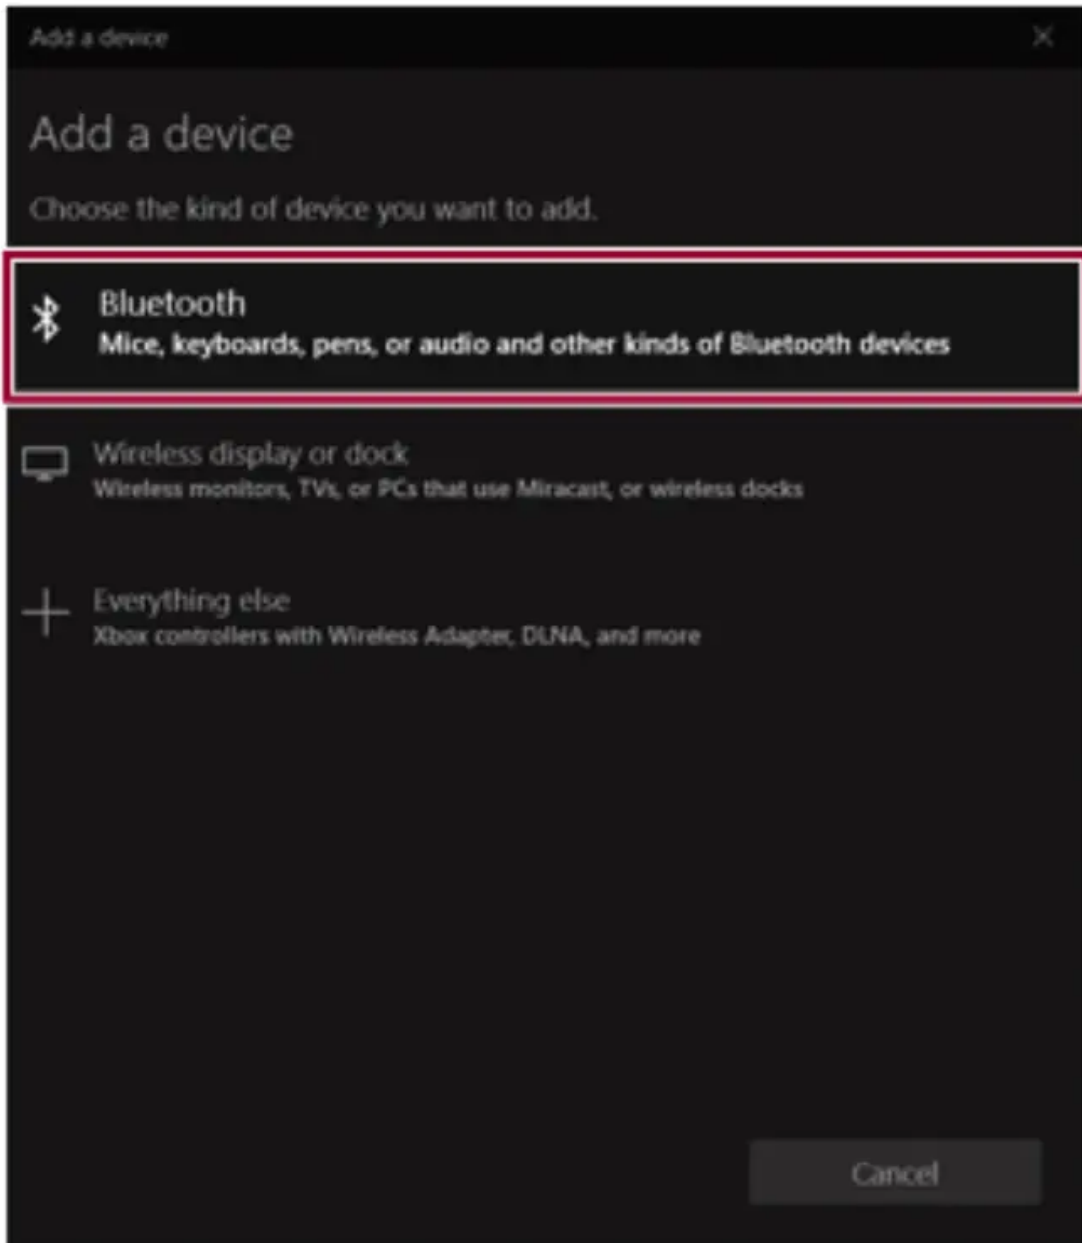 Add a device
Add a device
Choose the kind of device you want to add.
Bluetooth
Mice, keyboards, pens, or audio and other kinds of Bluetooth devices
Wireless display or dock
Wireless monitors, TVs, or PCs that use Miracast, or wireless docks
Everything else
Xbox controllers with Wireless Adapter, DLNA, and more
Cancel